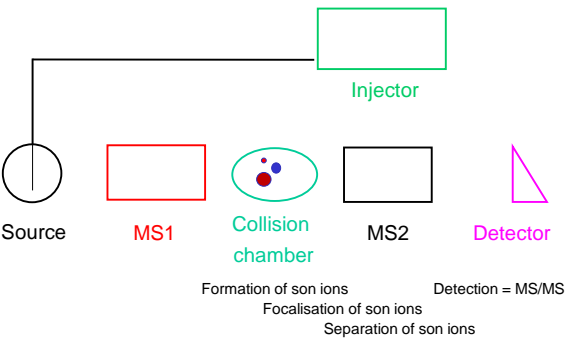 Injector
Source
MS1
Collision
chamber
MS2
Detector
Formation of son ions
Detection = MS/MS
Focalisation of son ions
Separation of son ions